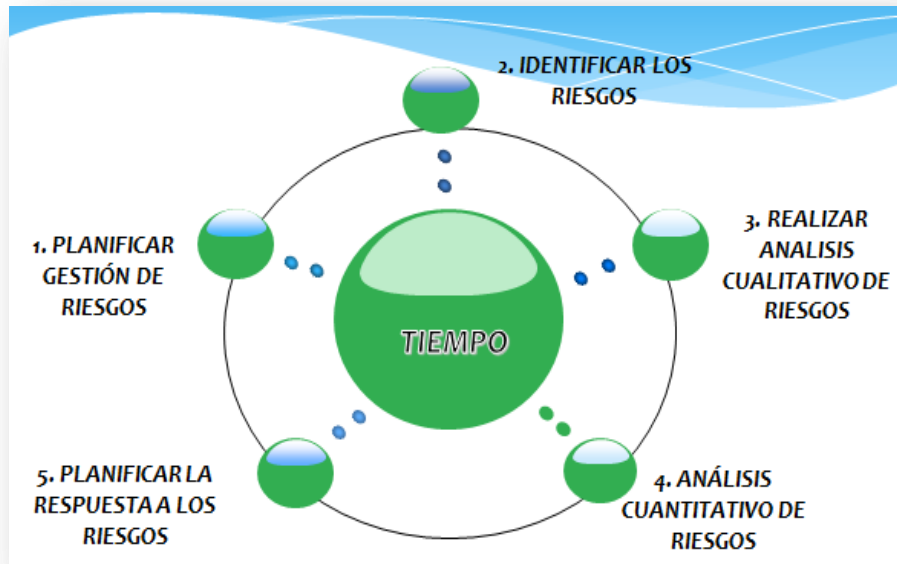 2. IDENTIFICAR LOS
RIESGOS
1. PLANIFICAR
GESTIÓN DE
RIESGOS
3. REALIZAR
ANALISIS
CUALITATIVO DE
RIESGOS
TIEMPO
5. PLANIFICAR LA
RESPUESTA A LOS
RIESGOS
4. ANÁLISIS
CUANTITATIVO DE
RIESGOS